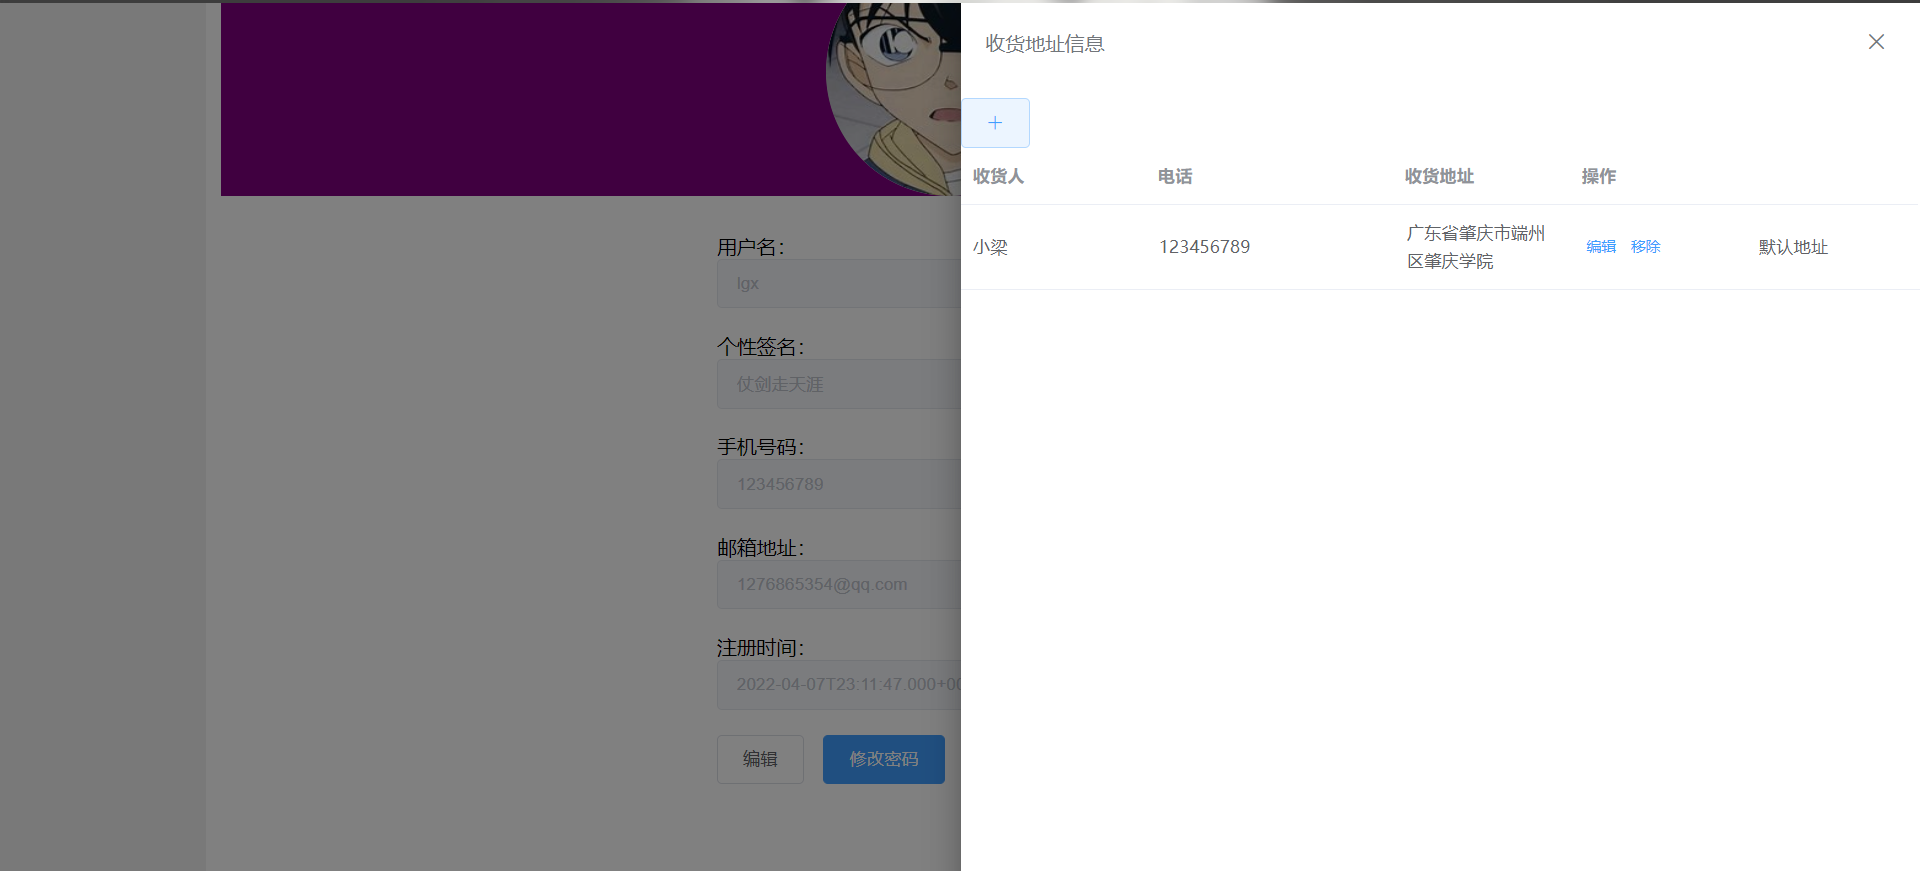 收货地址信息
收货人 电话 收货地址 操作
小梁 123456789 广东省肇庆市端州 编辑 移除 默认地址
区肇庆学院
用户名：
lgx
个性签名：
仗剑走天涯
手机号码：
123456789
邮箱地址：
1276865354@qq.com
注册时间：
2022-04-07T23:11:47.000+00
编辑 修改密码